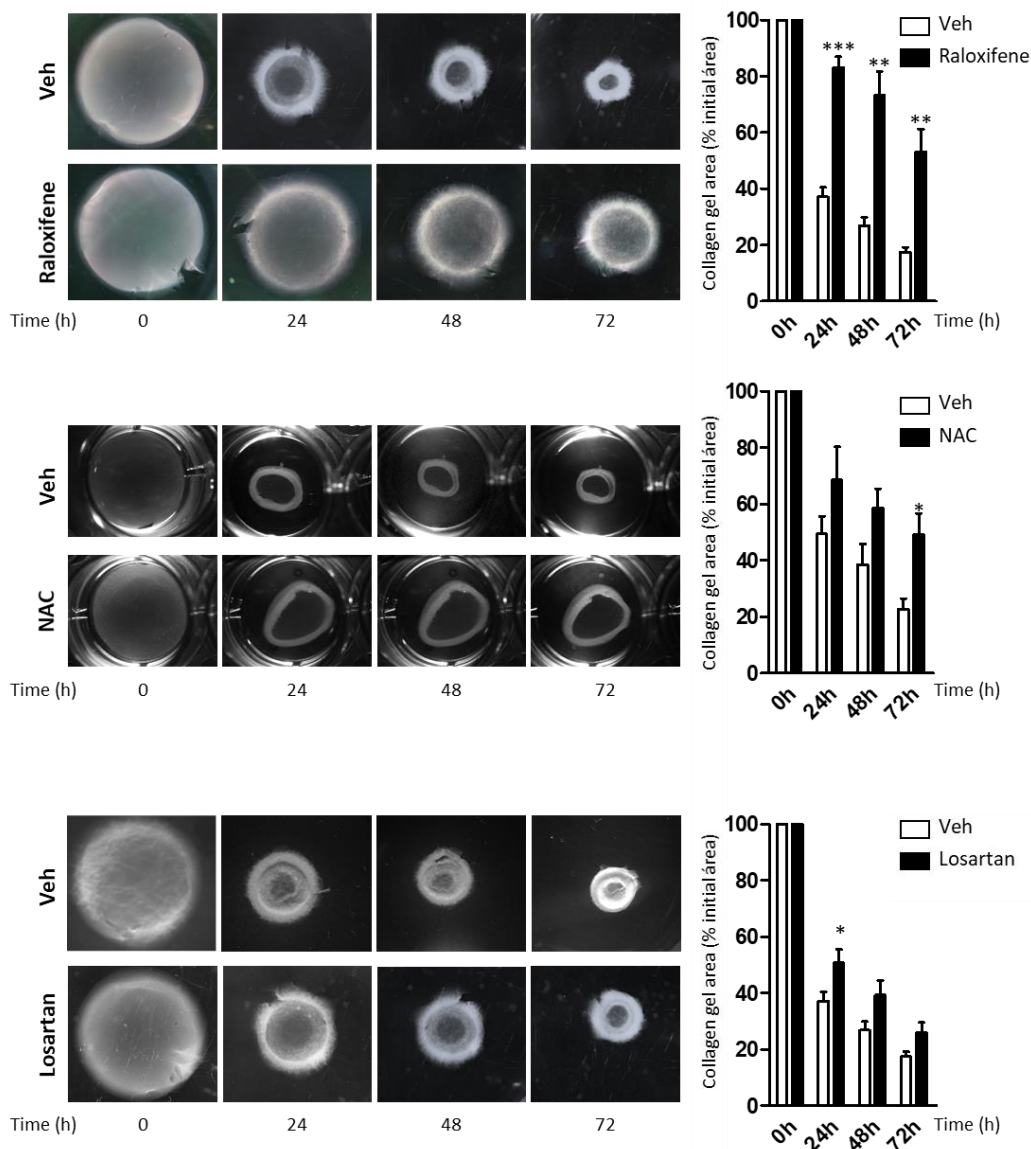 Veh
Raloxifene
Time (h) 0 24 48 72
Collagen gel area (% initial área)
100
80
60
40
20
0
*** ** **
Veh
Raloxifene
0h 24h 48h 72h Time (h)
Veh
NAC
Time (h) 0 24 48 72
Collagen gel area (% initial área)
100
80
60
40
20
0
*
Veh
NAC
0h 24h 48h 72h Time (h)
Veh
Losartan
Time (h) 0 24 48 72
Collagen gel area (% initial área)
100
80
60
40
20
0
*
Veh
Losartan
0h 24h 48h 72h Time (h)